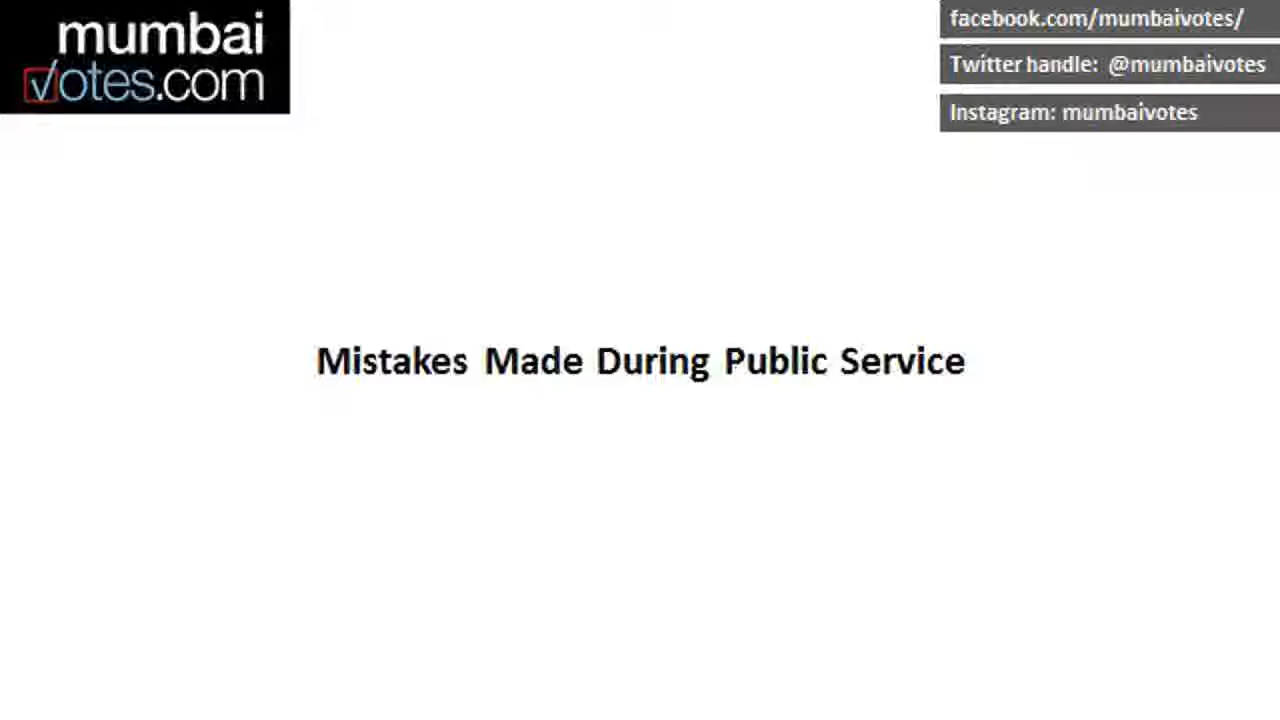 mumbai
votes.com
facebook.com/mumbaivotes/
Twitter handle: @mumbaivotes
Instagram: mumbaivotes
Mistakes Made During Public Service